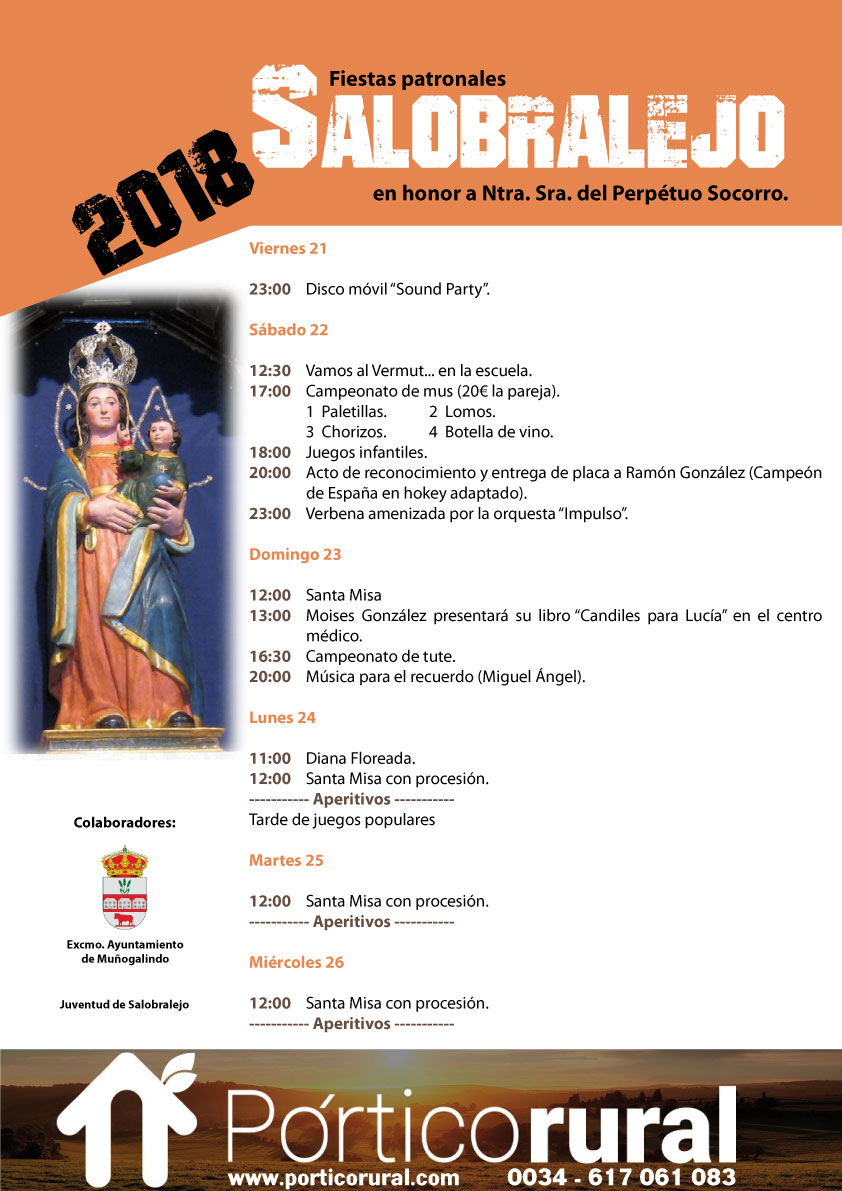 Fiestas patronales
SALOBRALEJO
2018
en honor a Ntra. Sra. del Perpétuo Socorro.
Viernes 21
23:00 Disco móvil “Sound Party”.
Sábado 22
12:30 Vamos al Vermut... en la escuela.
17:00 Campeonato de mus (20€ la pareja).
1 Paletillas. 2 Lomos.
3 Chorizos. 4 Botella de vino.
18:00 Juegos infantiles.
20:00 Acto de reconocimiento y entrega de placa a Ramón González (Campeón
de España en hokey adaptado).
23:00 Verbena amenizada por la orquesta “Impulso”.
Domingo 23
12:00 Santa Misa
13:00 Moises González presentará su libro “Candiles para Lucía” en el centro
médico.
16:30 Campeonato de tute.
20:00 Música para el recuerdo (Miguel Ángel).
Lunes 24
11:00 Diana Floreada.
12:00 Santa Misa con procesión.
----------- Aperitivos -----------
Tarde de juegos populares
Martes 25
12:00 Santa Misa con procesión.
----------- Aperitivos -----------
Miércoles 26
12:00 Santa Misa con procesión.
----------- Aperitivos -----------
Colaboradores:
Excmo. Ayuntamiento
de Muñogalindo
Juventud de Salobralejo
Pórticorural
www.porticorural.com 0034 - 617 061 083